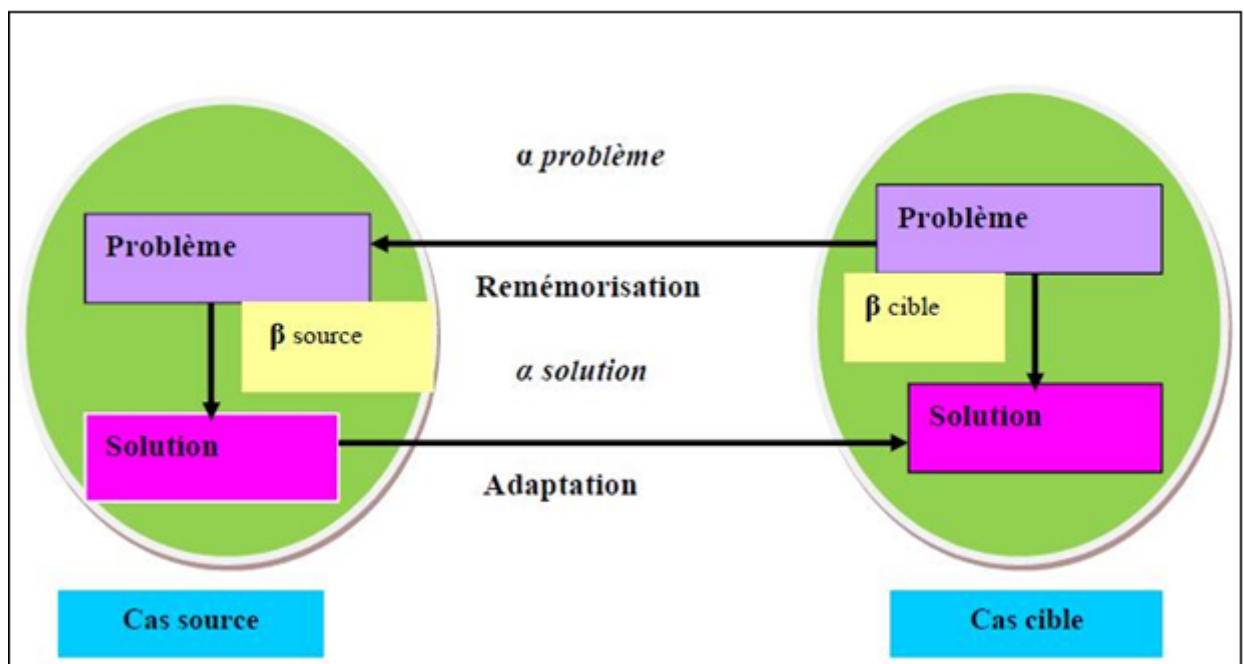 α problème
Problème
Problème
Remémorisation
β source
β cible
α solution
Solution
Solution
Adaptation
Cas source
Cas cible